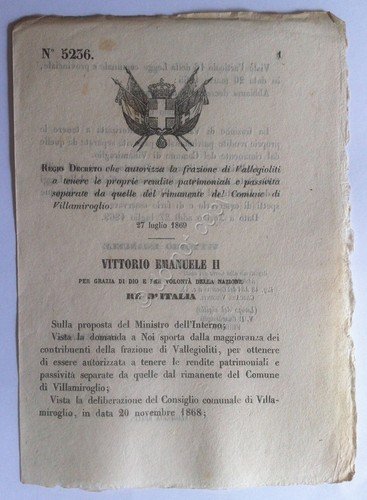 N° 5236.
1
REGIO DECRETO che autorizza la frazione di Vallegioliti
a tenere le proprie rendite patrimoniali e passività
separate da quelle del rimanente del Comune di
Villamiroglio.
27 luglio 1869
VITTORIO EMANUELE II
PER GRAZIA DI DIO E PER VOLONTÀ DELLA NAZIONE
RE D'ITALIA
Sulla proposta del Ministro dell'Interno;
Vista la domanda a Noi sporta dalla maggioranza dei
contribuenti della frazione di Vallegioliti, per ottenere
di essere autorizzata a tenere le rendite patrimoniali e
passività separate da quelle dal rimanente del Comune
di Villamiroglio;
Vista la deliberazione del Consiglio comunale di Villa-
miroglio, in data 20 novembre 1868;